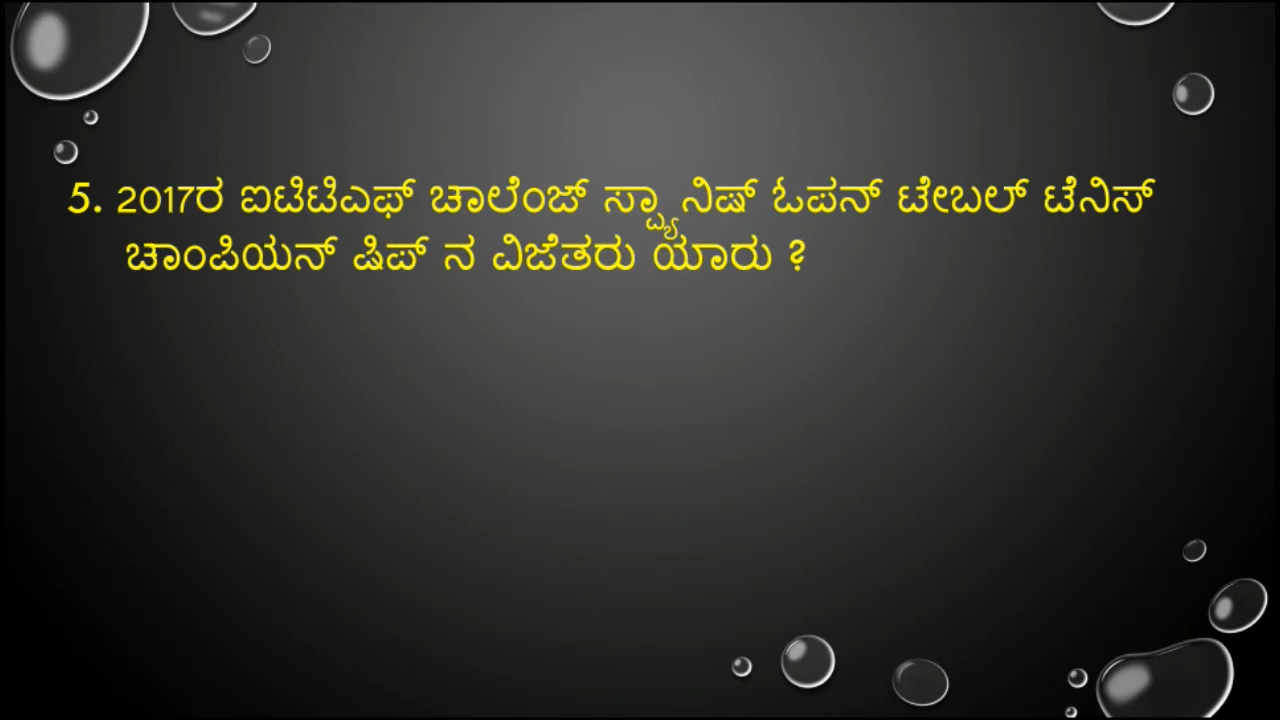 5. 2017ರ ಐಟಿಟಿಎಫ್ ಚಾಲೆಂಜ್ ಸ್ಪ್ಯಾನಿಷ್ ಓಪನ್ ಟೇಬಲ್ ಟೆನಿಸ್
ಚಾಂಪಿಯನ್ ಷಿಪ್ ನ ವಿಜೆತರು ಯಾರು ?